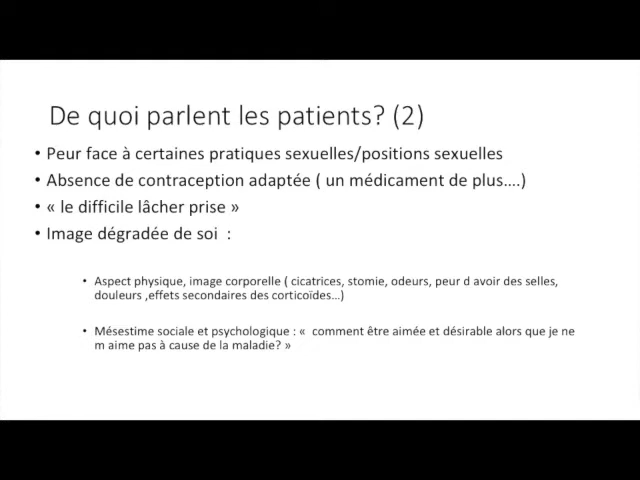 De quoi parlent les patients? (2)
• Peur face à certaines pratiques sexuelles/positions sexuelles
• Absence de contraception adaptée ( un médicament de plus….)
• « le difficile lâcher prise »
• Image dégradée de soi  :
• Aspect physique, image corporelle ( cicatrices, stomie, odeurs, peur d avoir des selles,
douleurs ,effets secondaires des corticoïdes…)
• Mésestime sociale et psychologique : «  comment être aimée et désirable alors que je ne
m aime pas à cause de la maladie? »